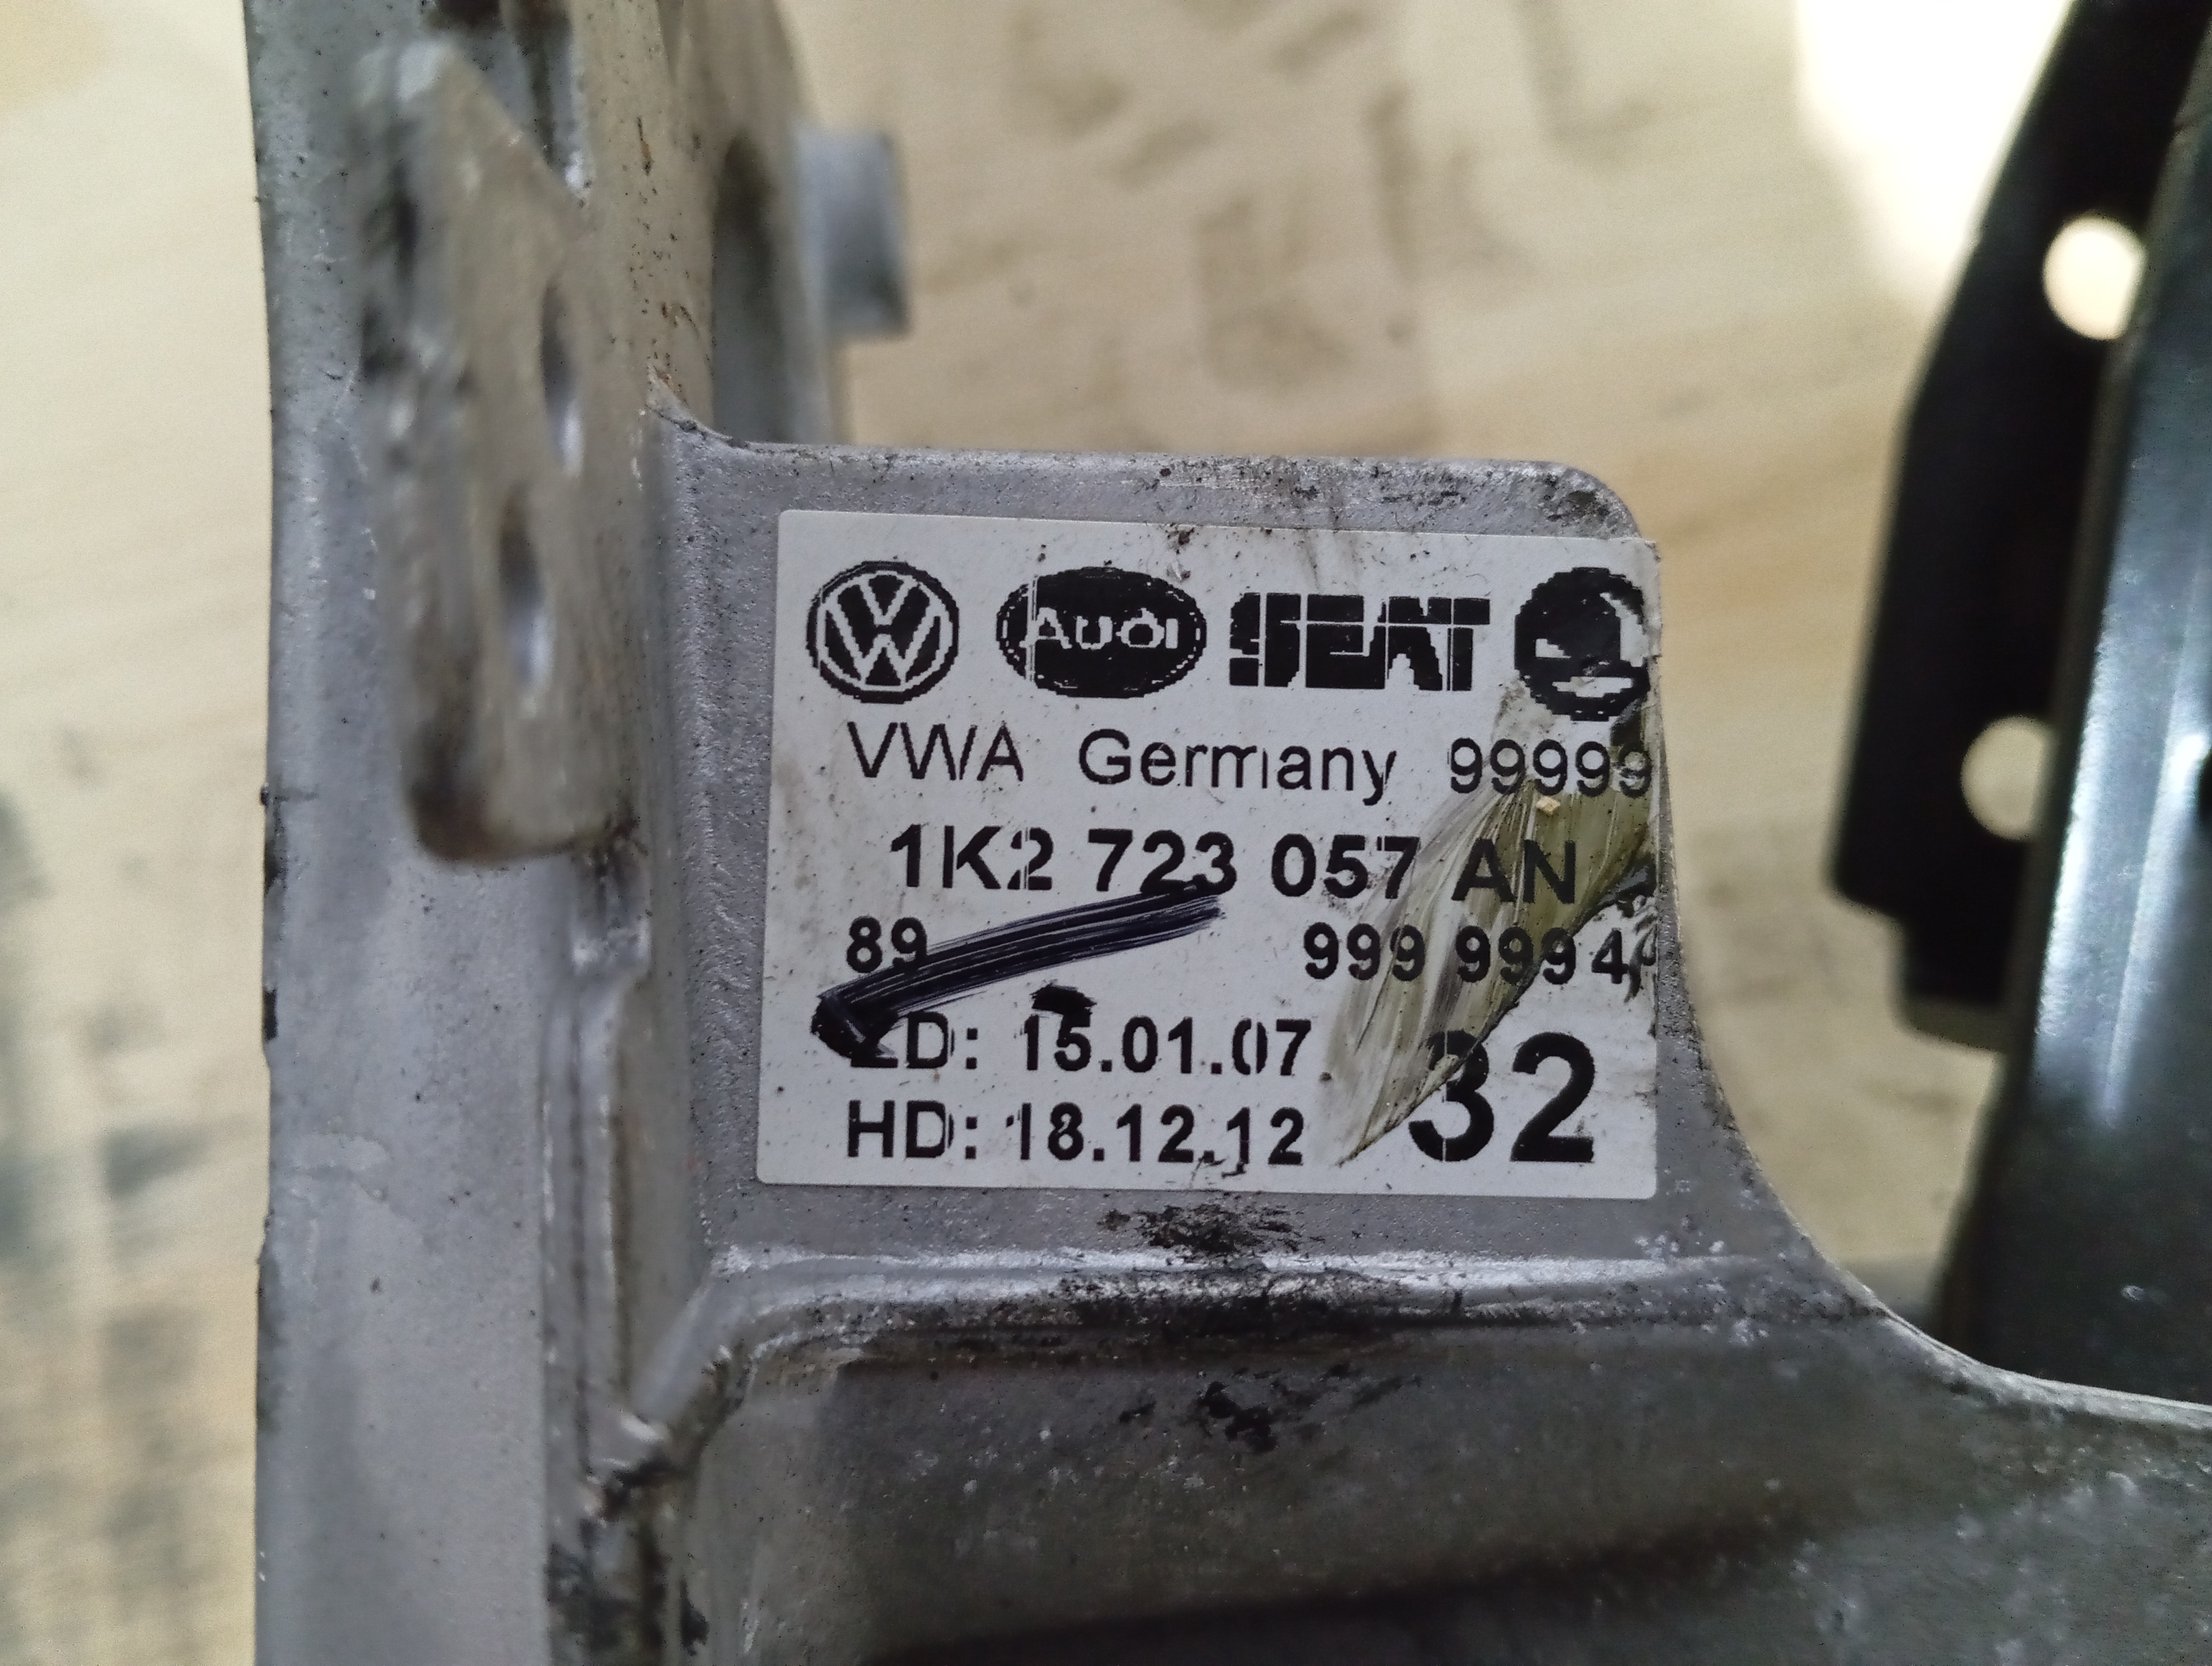 Audi SEAT
VWA Germany 99999
1K2 723 057 AN
89 999 9994
ZD: 15.01.07
HD: 18.12.12 32